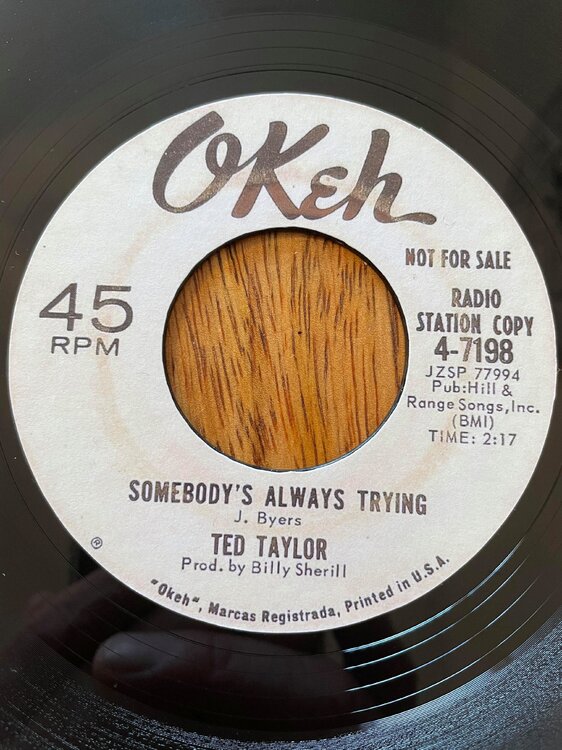 OKeh
NOT FOR SALE
45
RPM
RADIO
STATION COPY
4-7198
JZSP 77994
Pub:Hill &
Range Songs, Inc.
(BMI)
TIME: 2:17
SOMEBODY'S ALWAYS TRYING
J. Byers
TED TAYLOR
Prod. by Billy Sherill
®
"Okeh", Marcas Registrada, Printed in U.S.A.